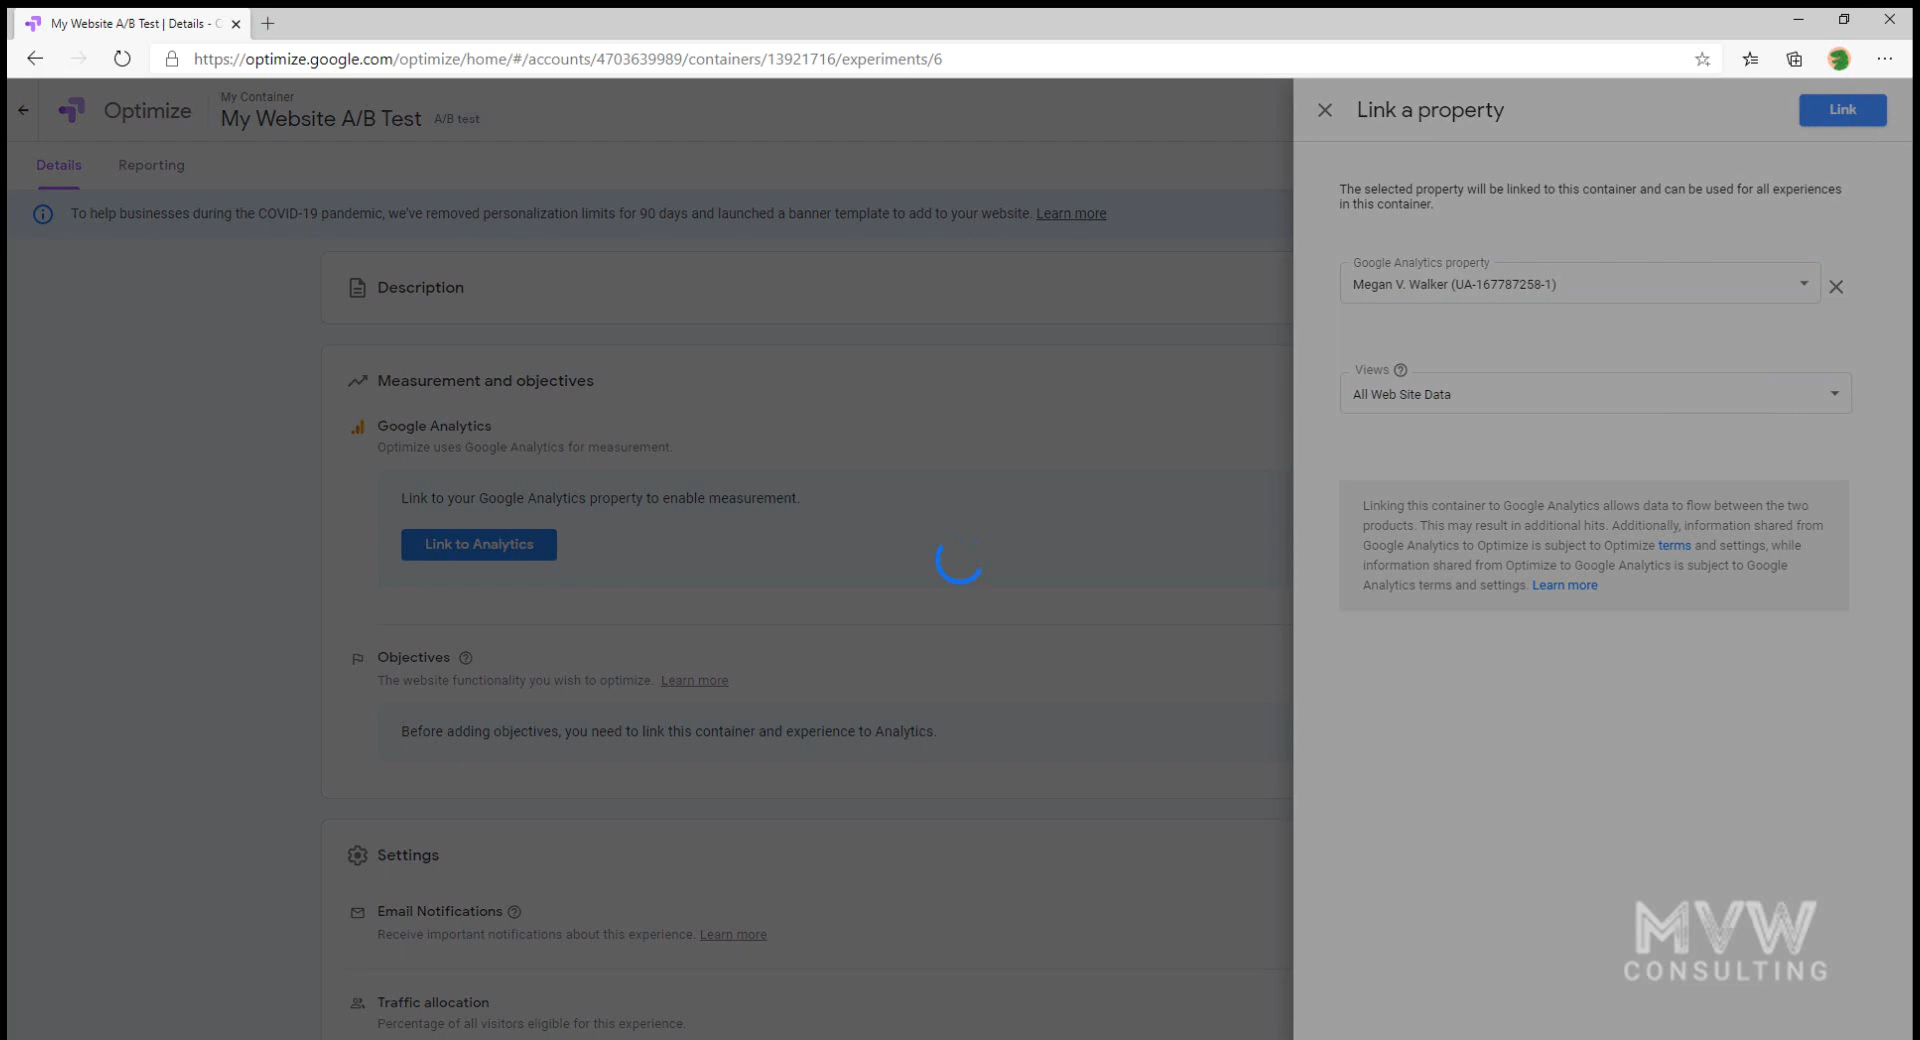 My Website A/B Test | Details -
https://optimize.google.com/optimize/home/#/accounts/4703639989/containers/13921716/experiments/6
Optimize
My Container
My Website A/B Test A/B test
Details Reporting
To help businesses during the COVID-19 pandemic, we've removed personalization limits for 90 days and launched a banner template to add to your website. Learn more
Description
Measurement and objectives
Google Analytics
Optimize uses Google Analytics for measurement.
Link to your Google Analytics property to enable measurement.
Link to Analytics
Objectives
The website functionality you wish to optimize. Learn more
Before adding objectives, you need to link this container and experience to Analytics.
Settings
Email Notifications
Receive important notifications about this experience. Learn more
Traffic allocation
Percentage of all visitors eligible for this experience.
Link a property
Link
The selected property will be linked to this container and can be used for all experiences
in this container.
Google Analytics property
Megan V. Walker (UA-167787258-1)
Views
All Web Site Data
Linking this container to Google Analytics allows data to flow between the two
products. This may result in additional hits. Additionally, information shared from
Google Analytics to Optimize is subject to Optimize terms and settings, while
information shared from Optimize to Google Analytics is subject to Google
Analytics terms and settings. Learn more
MVW
CONSULTING